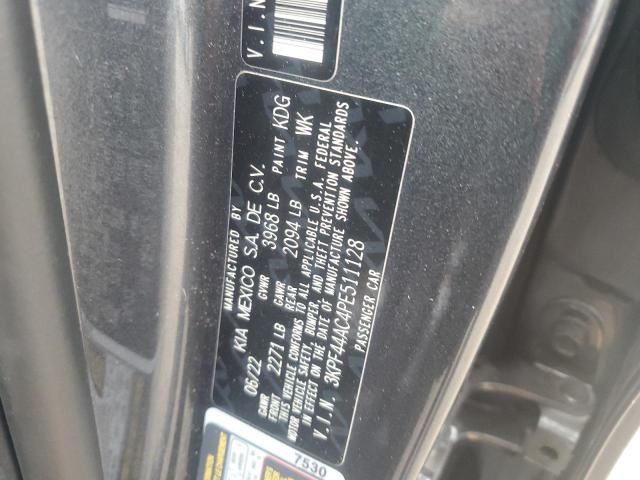 V.I.N
MANUFACTURED BY
06/22 KIA MEXICO S.A. DE C.V.
GVWR 3968 LB PAINT KDG
GAWR FRONT 2271 LB GAWR REAR 2094 LB TRIM WK
THIS VEHICLE CONFORMS TO ALL APPLICABLE U.S.A. FEDERAL
MOTOR VEHICLE SAFETY, BUMPER, AND THEFT PREVENTION STANDARDS
IN EFFECT ON THE DATE OF MANUFACTURE SHOWN ABOVE.
V.I.N. 3KPF44AC4PE511128
PASSENGER CAR
7530